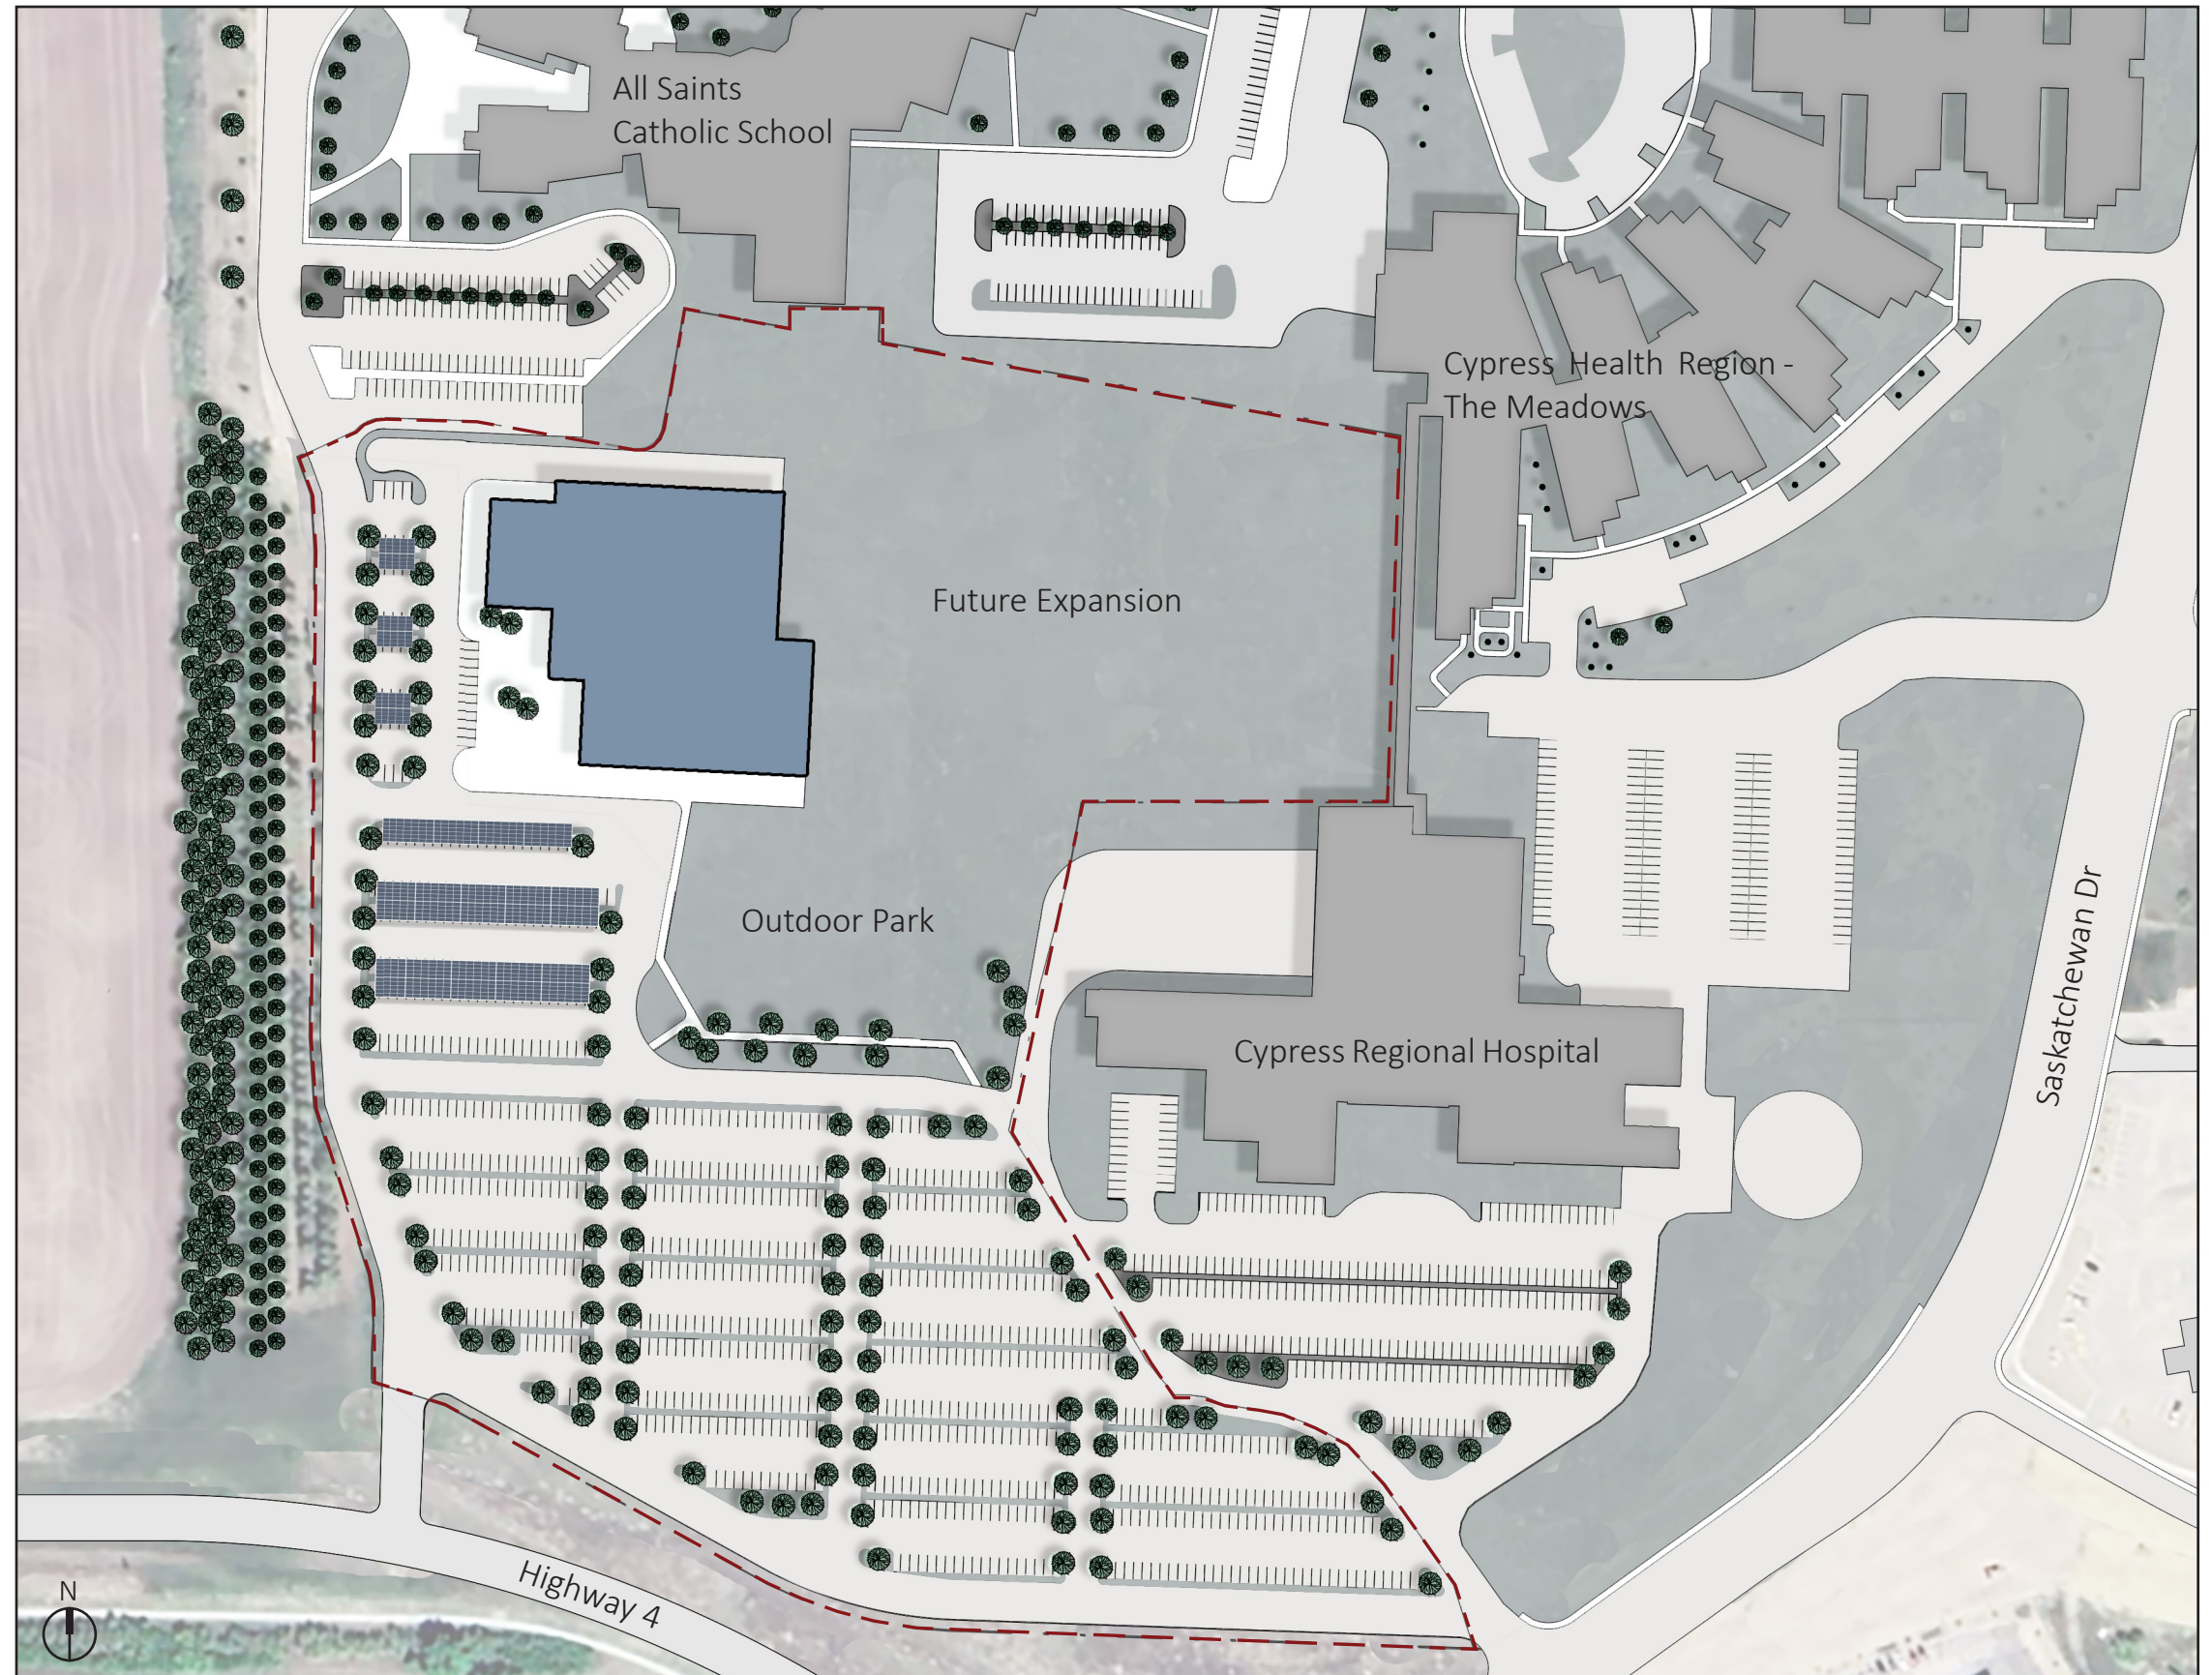 All Saints
Catholic School
Cypress Health Region -
The Meadows
Future Expansion
Outdoor Park
Cypress Regional Hospital
Saskatchewan Dr
Highway 4
N